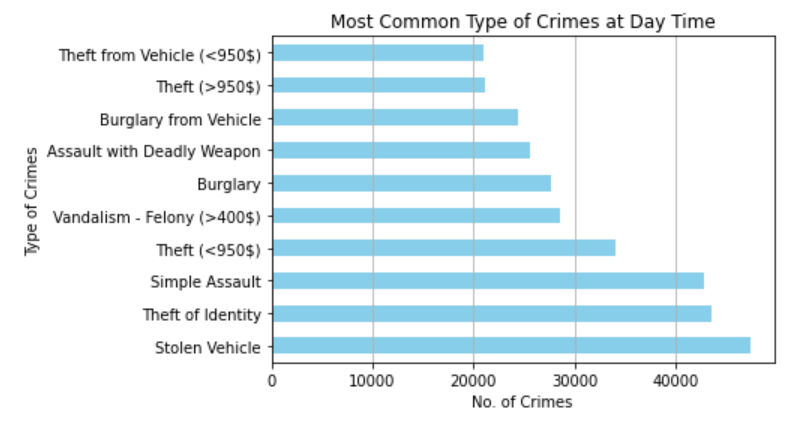 Most Common Type of Crimes at Day Time
Type of Crimes
Theft from Vehicle (<950$)
Theft (>950$)
Burglary from Vehicle
Assault with Deadly Weapon
Burglary
Vandalism - Felony (>400$)
Theft (<950$)
Simple Assault
Theft of Identity
Stolen Vehicle
0 10000 20000 30000 40000
No. of Crimes